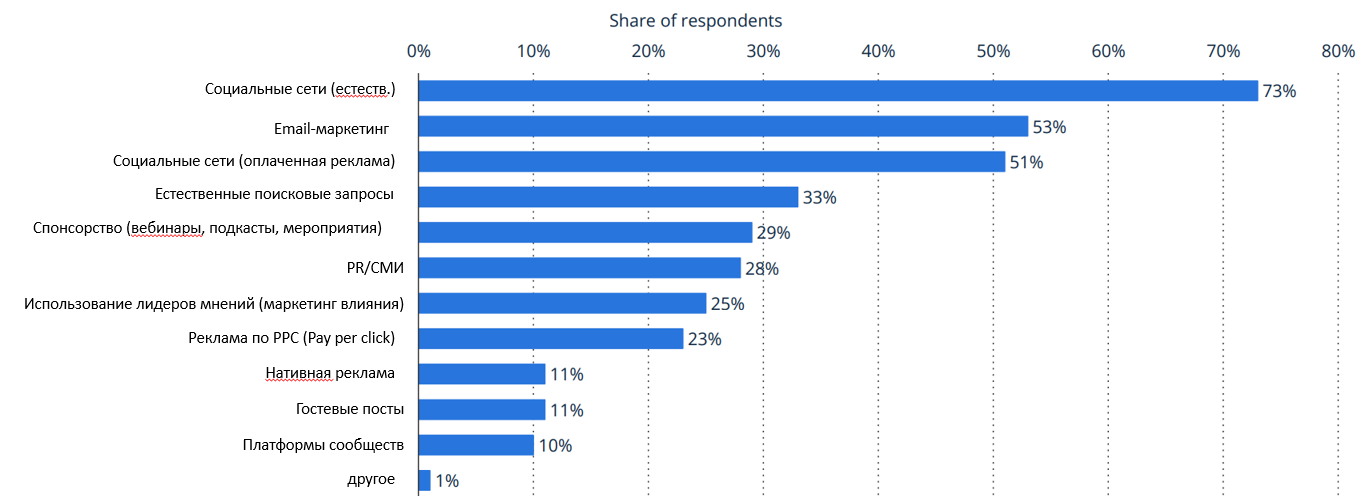 Share of respondents
0% 10% 20% 30% 40% 50% 60% 70% 80%
Социальные сети (естеств.) 73%
Email-маркетинг 53%
Социальные сети (оплаченная реклама) 51%
Естественные поисковые запросы 33%
Спонсорство (вебинары, подкасты, мероприятия) 29%
PR/СМИ 28%
Использование лидеров мнений (маркетинг влияния) 25%
Реклама по PPC (Pay per click) 23%
Нативная реклама 11%
Гостевые посты 11%
Платформы сообществ 10%
другое 1%